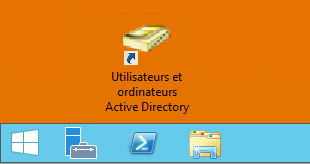 Utilisateurs et
ordinateurs
Active Directory